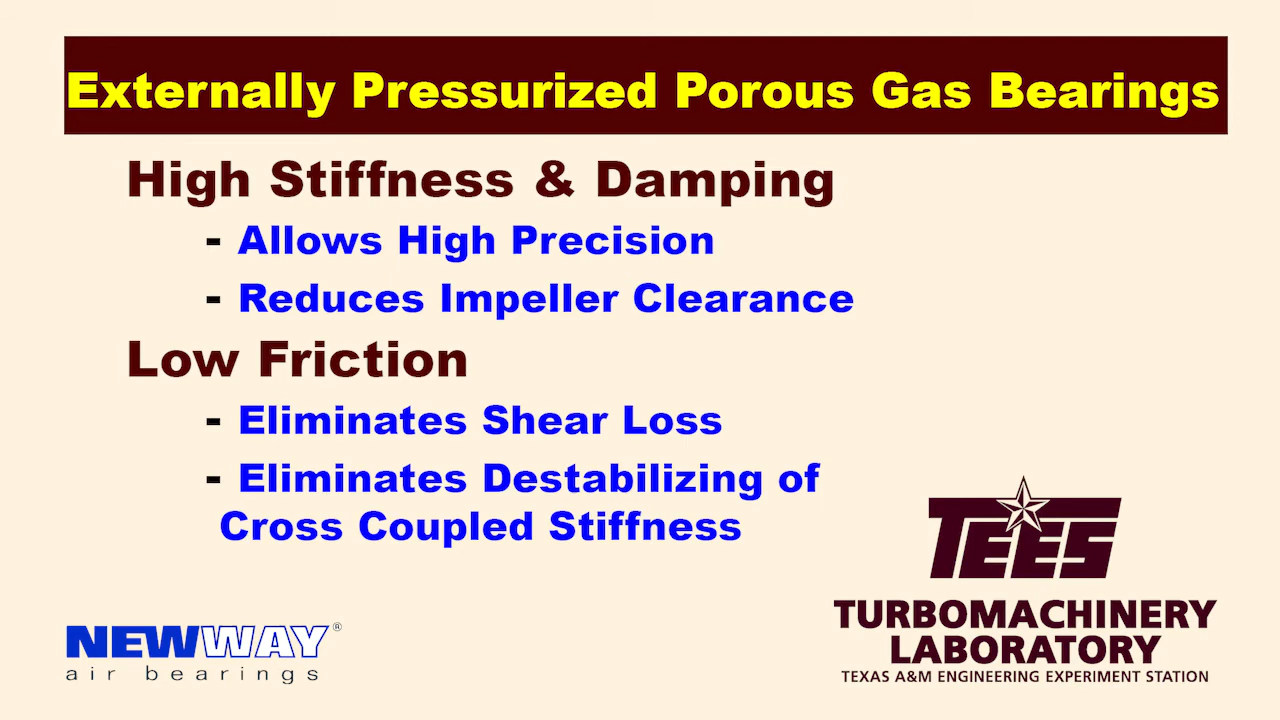 Externally Pressurized Porous Gas Bearings
High Stiffness & Damping
- Allows High Precision
- Reduces Impeller Clearance
Low Friction
- Eliminates Shear Loss
- Eliminates Destabilizing of
Cross Coupled Stiffness
NEWWAY®
air bearings
TEES
TURBOMACHINERY
LABORATORY
TEXAS A&M ENGINEERING EXPERIMENT STATION